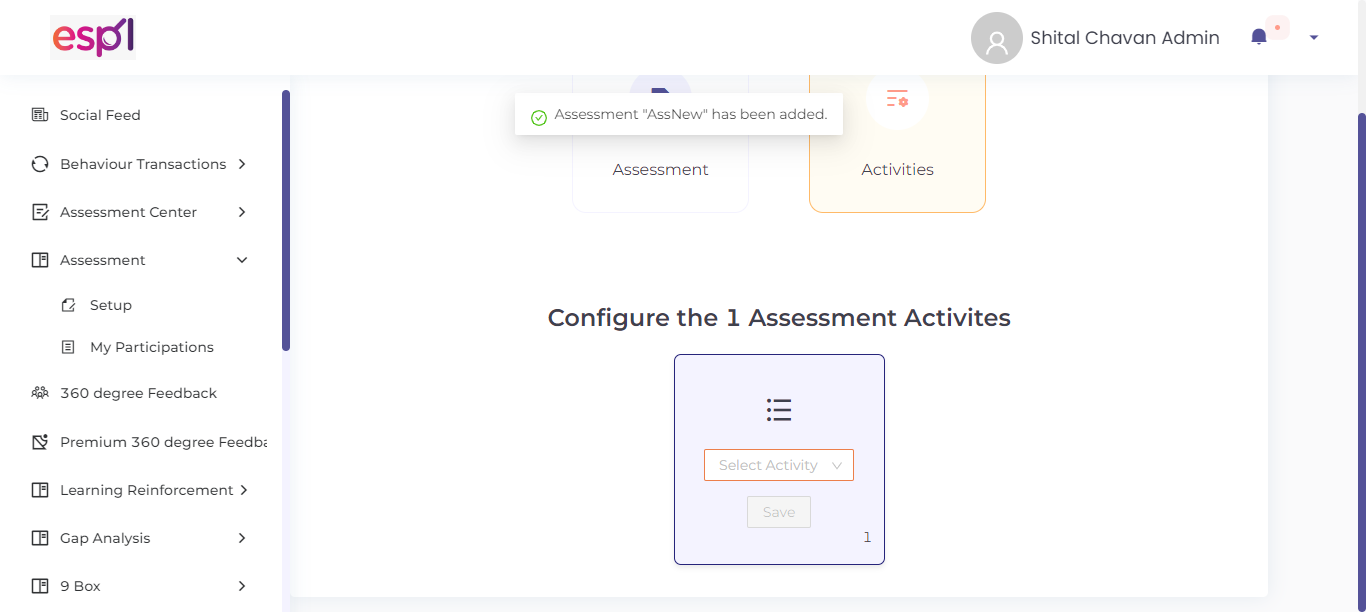 espl
Shital Chavan Admin
Social Feed
Behaviour Transactions
Assessment Center
Assessment
Setup
My Participations
360 degree Feedback
Premium 360 degree Feedba
Learning Reinforcement
Gap Analysis
9 Box
Assessment "AssNew" has been added.
Assessment
Activities
Configure the 1 Assessment Activites
Select Activity
Save
1